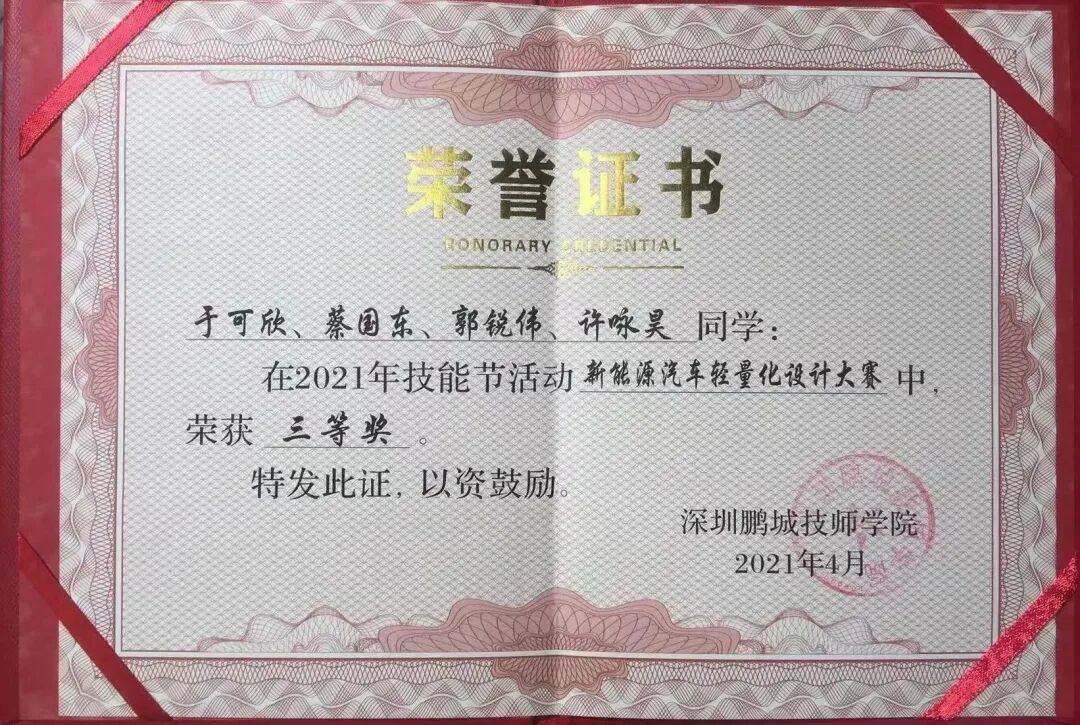 荣誉证书
HONORARY CREDENTIAL
于可欣、蔡国东、郭锐伟、许咏昊 同学：
在2021年技能节活动 新能源汽车轻量化设计大赛 中，
荣获 三等奖 。
特发此证，以资鼓励。
深圳鹏城技师学院
2021年4月